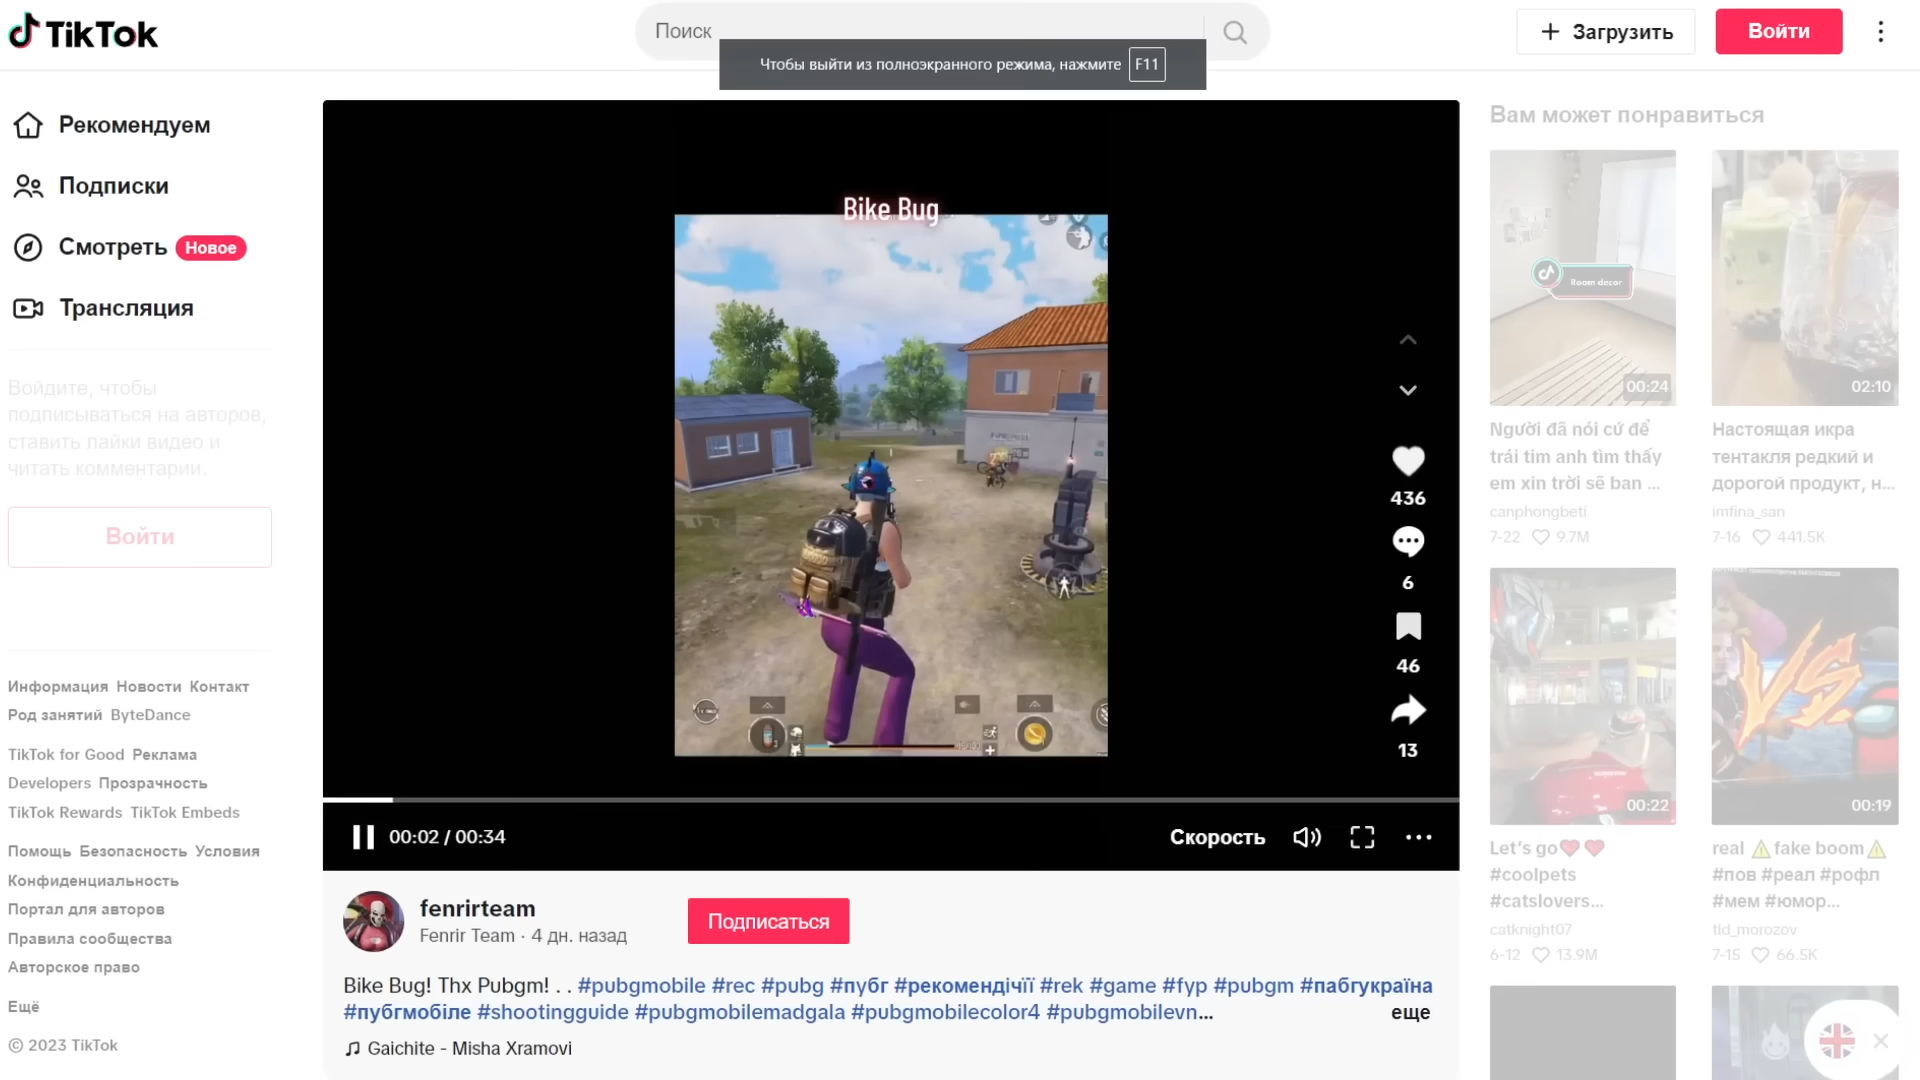 TikTok
Поиск
Загрузить
Войти
Чтобы выйти из полноэкранного режима, нажмите F11
Рекомендуем
Подписки
Смотреть Новое
Трансляция
Войдите, чтобы
подписываться на авторов,
ставить лайки видео и
читать комментарии.
Войти
Информация Новости Контакт
Род занятий ByteDance
TikTok for Good Реклама
Developers Прозрачность
TikTok Rewards TikTok Embeds
Помощь Безопасность Условия
Конфиденциальность
Портал для авторов
Правила сообщества
Авторское право
Ещё
© 2023 TikTok
Bike Bug
436
6
46
13
00:02 / 00:34
Скорость
fenrirteam
Fenrir Team · 4 дн. назад
Подписаться
Bike Bug! Thx Pubgm! . . #pubgmobile #rec #pubg #пубг #рекомендічїї #rek #game #fyp #pubgm #пабгукраїна
#пубгмобіле #shootingguide #pubgmobilemadgala #pubgmobilecolor4 #pubgmobilevn...
еще
Gaichite - Misha Xramovi
Вам может понравиться
Room decor
00:24
Người đã nói cứ để
trái tim anh tìm thấy
em xin trời sẽ ban ...
canphongbeti
7-22 9.7M
02:10
Настоящая икра
тентакля редкий и
дорогой продукт, н...
imfina_san
7-16 441.5K
00:22
Let's go❤️❤️
#coolpets
#catslovers...
catknight07
6-12 13.9M
VS
00:19
real ⚠️fake boom⚠️
#пов #реал #рофл
#мем #юмор...
tld_morozov
7-15 66.5K